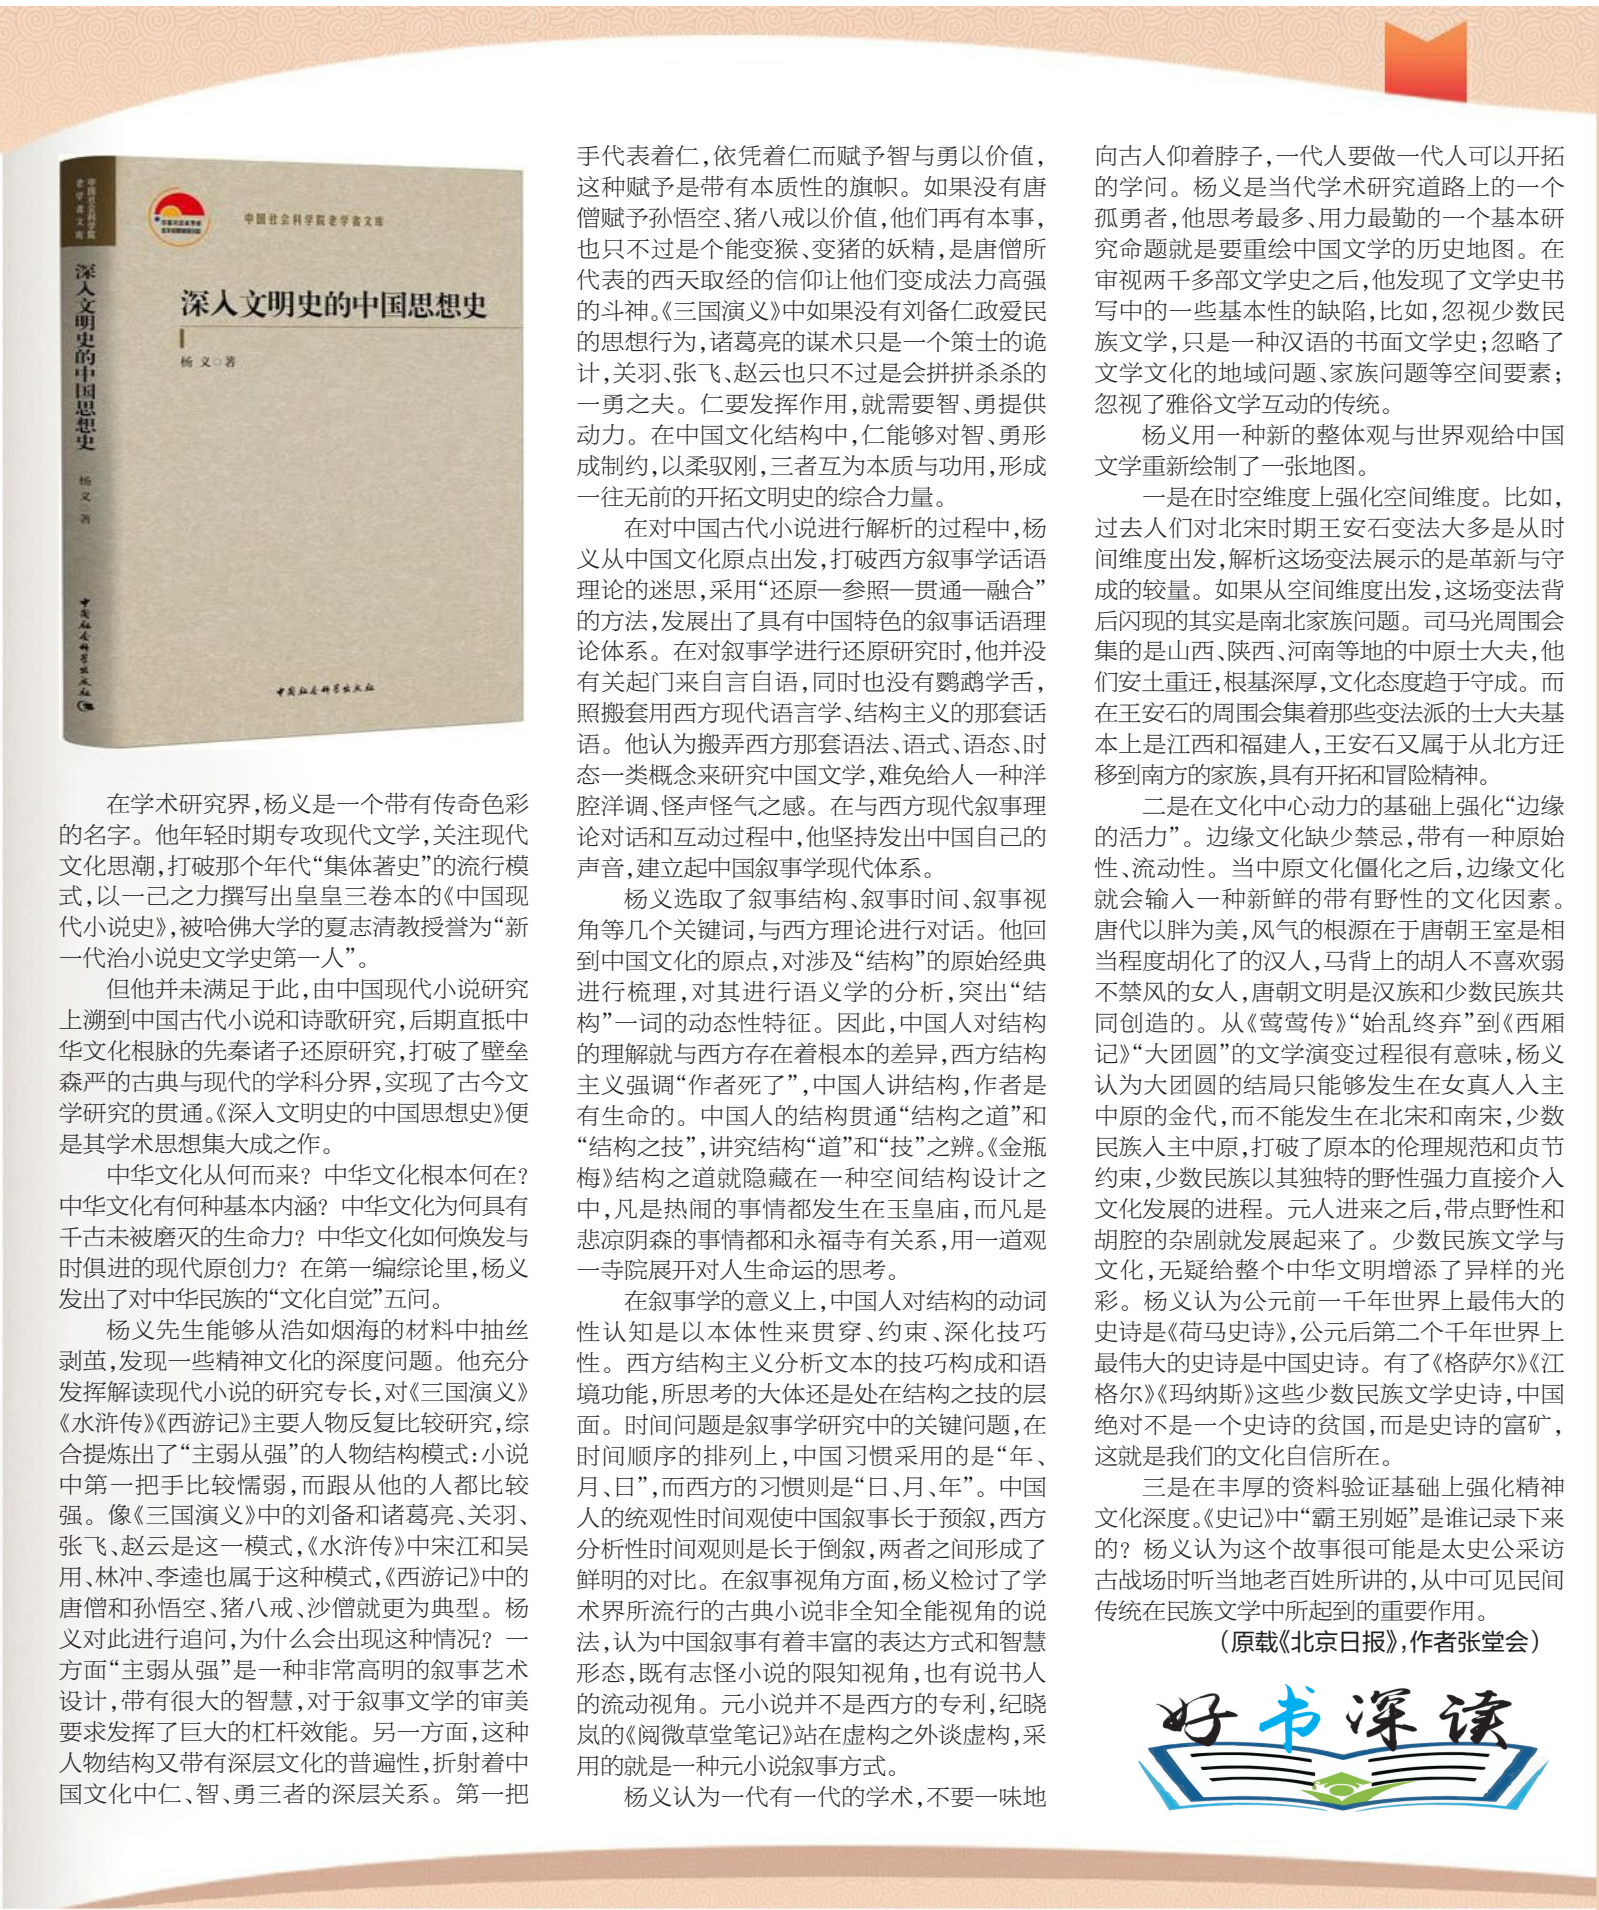 中国社会科学院
老学者文库
深入文明史的中国思想史
杨 义 ○ 著
中国社会科学出版社
中国社会科学院老学者文库
深入文明史的中国思想史
杨 义 ○ 著
中国社会科学出版社
在学术研究界,杨义是一个带有传奇色彩
的名字。他年轻时期专攻现代文学,关注现代
文化思潮,打破那个年代“集体著史”的流行模
式,以一己之力撰写出皇皇三卷本的《中国现
代小说史》,被哈佛大学的夏志清教授誉为“新
一代治小说史文学史第一人”。
但他并未满足于此,由中国现代小说研究
上溯到中国古代小说和诗歌研究,后期直抵中
华文化根脉的先秦诸子还原研究,打破了壁垒
森严的古典与现代的学科分界,实现了古今文
学研究的贯通。《深入文明史的中国思想史》便
是其学术思想集大成之作。
中华文化从何而来？中华文化根本何在？
中华文化有何种基本内涵？中华文化为何具有
千古未被磨灭的生命力？中华文化如何焕发与
时俱进的现代原创力？在第一编综论里,杨义
发出了对中华民族的“文化自觉”五问。
杨义先生能够从浩如烟海的材料中抽丝
剥茧,发现一些精神文化的深度问题。他充分
发挥解读现代小说的研究专长,对《三国演义》
《水浒传》《西游记》主要人物反复比较研究,综
合提炼出了“主弱从强”的人物结构模式:小说
中第一把手比较懦弱,而跟从他的人都比较
强。像《三国演义》中的刘备和诸葛亮、关羽、
张飞、赵云是这一模式,《水浒传》中宋江和吴
用、林冲、李逵也属于这种模式,《西游记》中的
唐僧和孙悟空、猪八戒、沙僧就更为典型。杨
义对此进行追问,为什么会出现这种情况？一
方面“主弱从强”是一种非常高明的叙事艺术
设计,带有很大的智慧,对于叙事文学的审美
要求发挥了巨大的杠杆效能。另一方面,这种
人物结构又带有深层文化的普遍性,折射着中
国文化中仁、智、勇三者的深层关系。第一把
手代表着仁,依凭着仁而赋予智与勇以价值,
这种赋予是带有本质性的旗帜。如果没有唐
僧赋予孙悟空、猪八戒以价值,他们再有本事,
也只不过是个能变猴、变猪的妖精,是唐僧所
代表的西天取经的信仰让他们变成法力高强
的斗神。《三国演义》中如果没有刘备仁政爱民
的思想行为,诸葛亮的谋术只是一个策士的诡
计,关羽、张飞、赵云也只不过是会拼拼杀杀的
一勇之夫。仁要发挥作用,就需要智、勇提供
动力。在中国文化结构中,仁能够对智、勇形
成制约,以柔驭刚,三者互为本质与功用,形成
一往无前的开拓文明史的综合力量。
在对中国古代小说进行解析的过程中,杨
义从中国文化原点出发,打破西方叙事学话语
理论的迷思,采用“还原—参照—贯通—融合”
的方法,发展出了具有中国特色的叙事话语理
论体系。在对叙事学进行还原研究时,他并没
有关起门来自言自语,同时也没有鹦鹉学舌,
照搬套用西方现代语言学、结构主义的那套话
语。他认为搬弄西方那套语法、语式、语态、时
态一类概念来研究中国文学,难免给人一种洋
腔洋调、怪声怪气之感。在与西方现代叙事理
论对话和互动过程中,他坚持发出中国自己的
声音,建立起中国叙事学现代体系。
杨义选取了叙事结构、叙事时间、叙事视
角等几个关键词,与西方理论进行对话。他回
到中国文化的原点,对涉及“结构”的原始经典
进行梳理,对其进行语义学的分析,突出“结
构”一词的动态性特征。因此,中国人对结构
的理解就与西方存在着根本的差异,西方结构
主义强调“作者死了”,中国人讲结构,作者是
有生命的。中国人的结构贯通“结构之道”和
“结构之技”,讲究结构“道”和“技”之辨。《金瓶
梅》结构之道就隐藏在一种空间结构设计之
中,凡是热闹的事情都发生在玉皇庙,而凡是
悲凉阴森的事情都和永福寺有关系,用一道观
一寺院展开对人生命运的思考。
在叙事学的意义上,中国人对结构的动词
性认知是以本体性来贯穿、约束、深化技巧
性。西方结构主义分析文本的技巧构成和语
境功能,所思考的大体还是处在结构之技的层
面。时间问题是叙事学研究中的关键问题,在
时间顺序的排列上,中国习惯采用的是“年、
月、日”,而西方的习惯则是“日、月、年”。中国
人的统观性时间观使中国叙事长于预叙,西方
分析性时间观则是长于倒叙,两者之间形成了
鲜明的对比。在叙事视角方面,杨义检讨了学
术界所流行的古典小说非全知全能视角的说
法,认为中国叙事有着丰富的表达方式和智慧
形态,既有志怪小说的限知视角,也有说书人
的流动视角。元小说并不是西方的专利,纪晓
岚的《阅微草堂笔记》站在虚构之外谈虚构,采
用的就是一种元小说叙事方式。
杨义认为一代有一代的学术,不要一味地
向古人仰着脖子,一代人要做一代人可以开拓
的学问。杨义是当代学术研究道路上的一个
孤勇者,他思考最多、用力最勤的一个基本研
究命题就是要重绘中国文学的历史地图。在
审视两千多部文学史之后,他发现了文学史书
写中的一些基本性的缺陷,比如,忽视少数民
族文学,只是一种汉语的书面文学史;忽略了
文学文化的地域问题、家族问题等空间要素;
忽视了雅俗文学互动的传统。
杨义用一种新的整体观与世界观给中国
文学重新绘制了一张地图。
一是在时空维度上强化空间维度。比如,
过去人们对北宋时期王安石变法大多是从时
间维度出发,解析这场变法展示的是革新与守
成的较量。如果从空间维度出发,这场变法背
后闪现的其实是南北家族问题。司马光周围会
集的是山西、陕西、河南等地的中原士大夫,他
们安土重迁,根基深厚,文化态度趋于守成。而
在王安石的周围会集着那些变法派的士大夫基
本上是江西和福建人,王安石又属于从北方迁
移到南方的家族,具有开拓和冒险精神。
二是在文化中心动力的基础上强化“边缘
的活力”。边缘文化缺少禁忌,带有一种原始
性、流动性。当中原文化僵化之后,边缘文化
就会输入一种新鲜的带有野性的文化因素。
唐代以胖为美,风气的根源在于唐朝王室是相
当程度胡化了的汉人,马背上的胡人不喜欢弱
不禁风的女人,唐朝文明是汉族和少数民族共
同创造的。从《莺莺传》“始乱终弃”到《西厢
记》“大团圆”的文学演变过程很有意味,杨义
认为大团圆的结局只能够发生在女真人入主
中原的金代,而不能发生在北宋和南宋,少数
民族入主中原,打破了原本的伦理规范和贞节
约束,少数民族以其独特的野性强力直接介入
文化发展的进程。元人进来之后,带点野性和
胡腔的杂剧就发展起来了。少数民族文学与
文化,无疑给整个中华文明增添了异样的光
彩。杨义认为公元前一千年世界上最伟大的
史诗是《荷马史诗》,公元后第二个千年世界上
最伟大的史诗是中国史诗。有了《格萨尔》《江
格尔》《玛纳斯》这些少数民族文学史诗,中国
绝对不是一个史诗的贫国,而是史诗的富矿,
这就是我们的文化自信所在。
三是在丰厚的资料验证基础上强化精神
文化深度。《史记》中“霸王别姬”是谁记录下来
的？杨义认为这个故事很可能是太史公采访
古战场时听当地老百姓所讲的,从中可见民间
传统在民族文学中所起到的重要作用。
(原载《北京日报》,作者张堂会)
好书深读